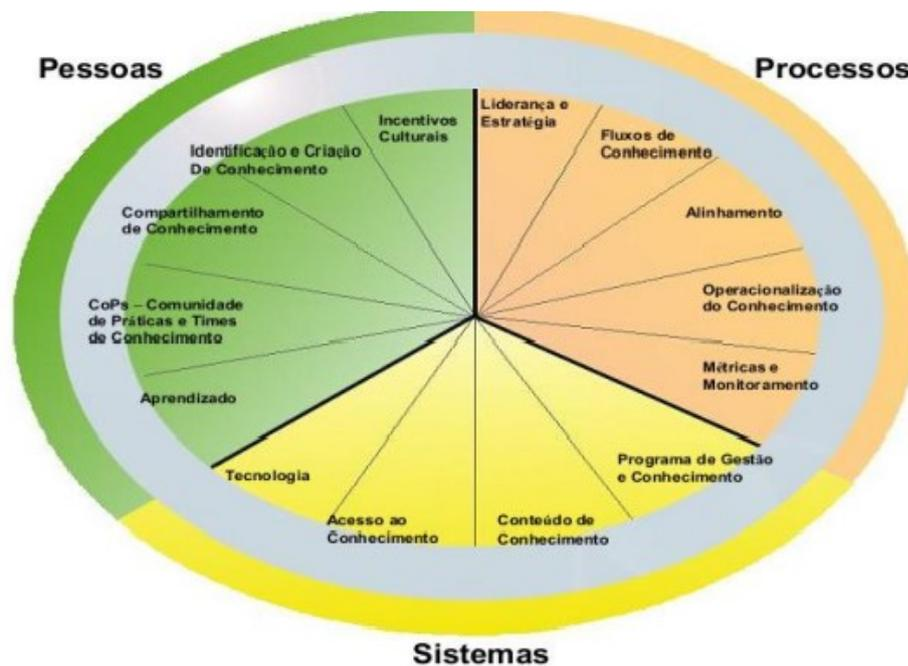 Pessoas
Processos
Incentivos
Culturais
Liderança e
Estratégia
Identificação e Criação
De Conhecimento
Fluxos de
Conhecimento
Compartilhamento
de Conhecimento
Alinhamento
CoPs – Comunidade
de Práticas e Times
de Conhecimento
Operacionalização
do Conhecimento
Aprendizado
Métricas e
Monitoramento
Tecnologia
Programa de Gestão
e Conhecimento
Acesso ao
Conhecimento
Conteúdo de
Conhecimento
Sistemas